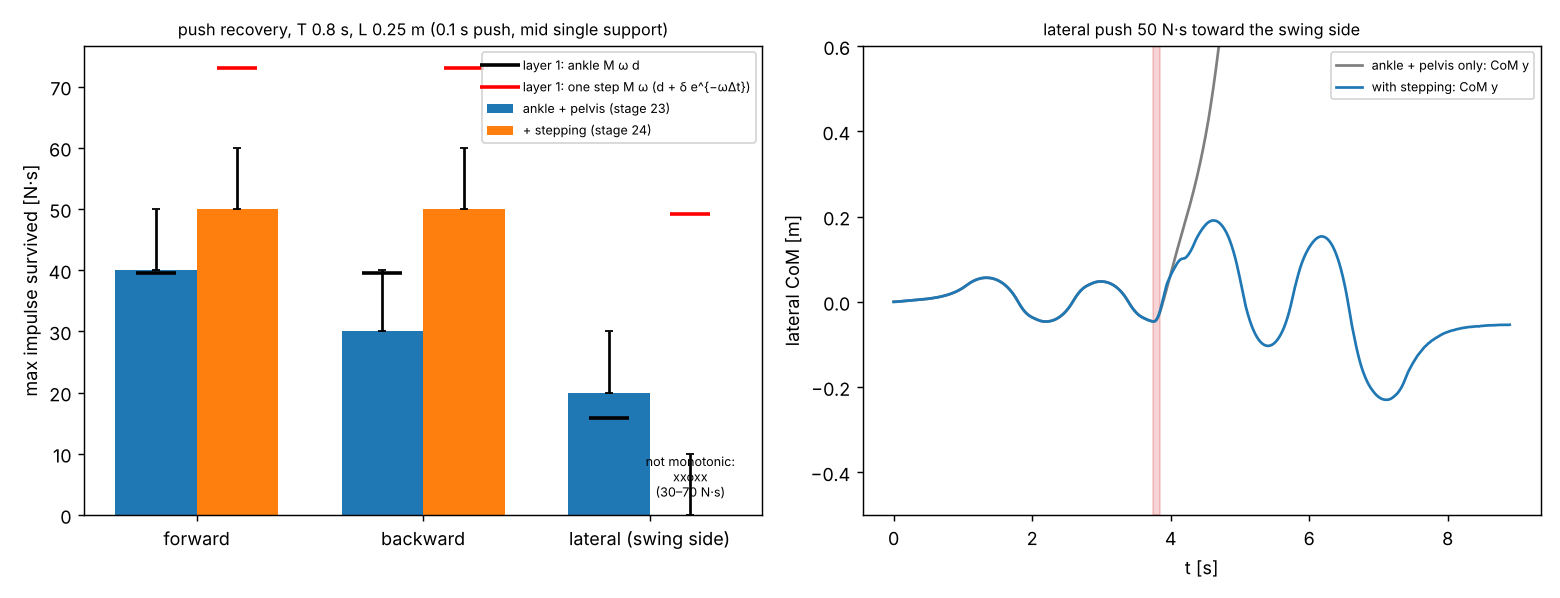 push recovery, T 0.8 s, L 0.25 m (0.1 s push, mid single support)
max impulse survived [N·s]
70
60
50
40
30
20
10
0
layer 1: ankle M ω d
layer 1: one step M ω (d + δ e^{−ωΔt})
ankle + pelvis (stage 23)
+ stepping (stage 24)
not monotonic:
xxoxx
(30–70 N·s)
forward
backward
lateral (swing side)
lateral push 50 N·s toward the swing side
lateral CoM [m]
0.6
0.4
0.2
0.0
−0.2
−0.4
ankle + pelvis only: CoM y
with stepping: CoM y
0
2
4
6
8
t [s]